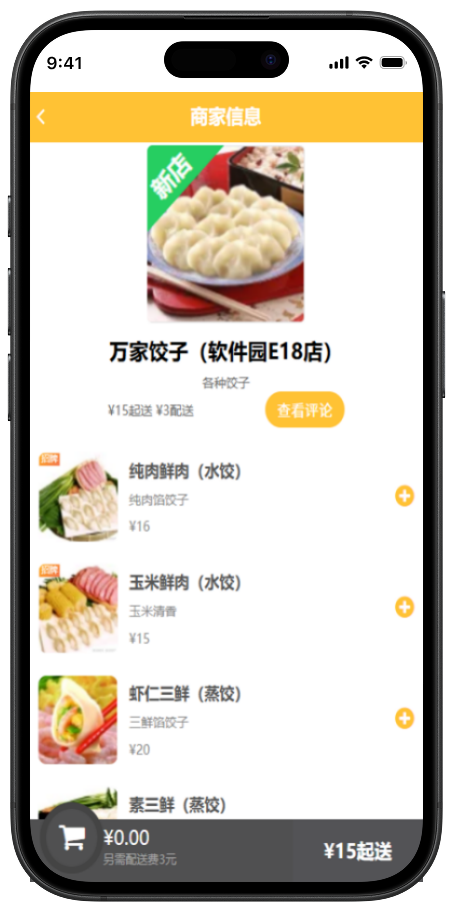 9:41
商家信息
新店
万家饺子（软件园E18店）
各种饺子
¥15起送 ¥3配送
查看评论
招牌
纯肉鲜肉（水饺）
纯肉馅饺子
¥16
招牌
玉米鲜肉（水饺）
玉米清香
¥15
虾仁三鲜（蒸饺）
三鲜馅饺子
¥20
素三鲜（蒸饺）
¥0.00
另需配送费3元
¥15起送